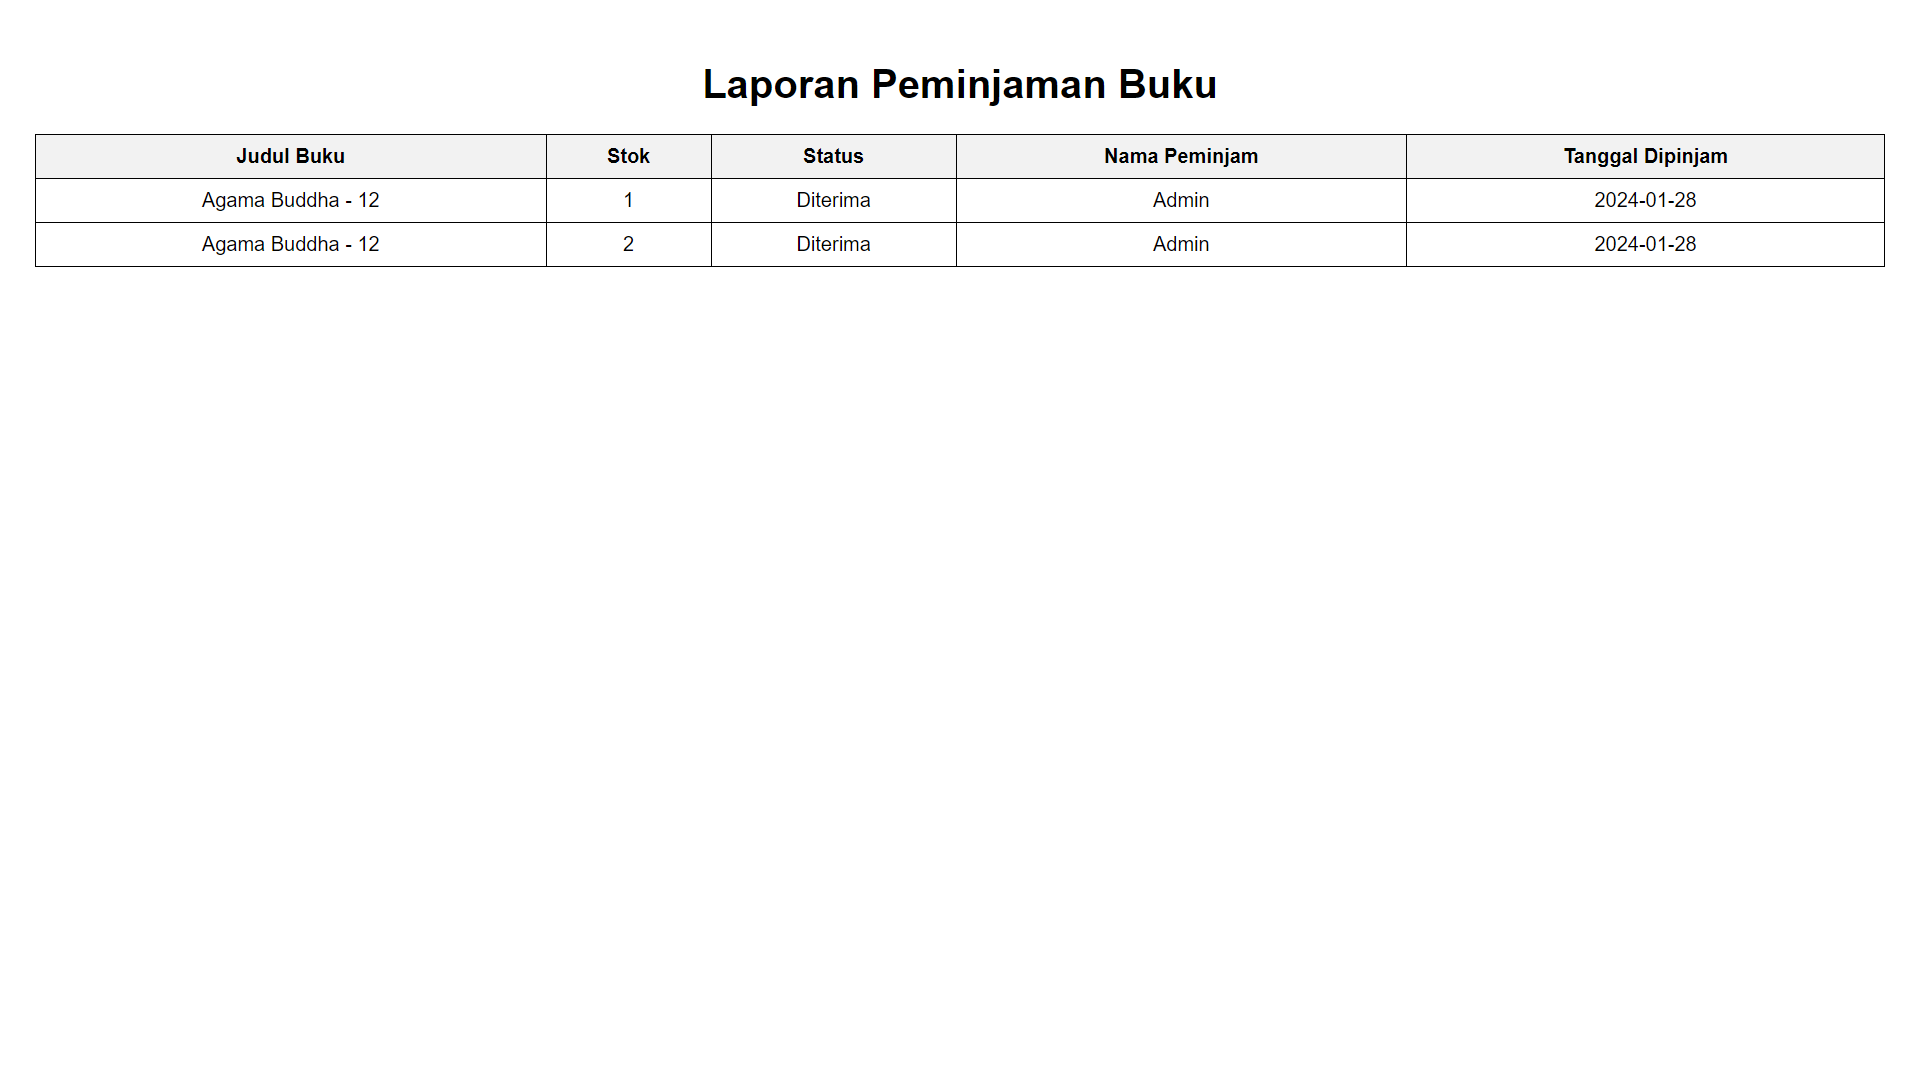 Laporan Peminjaman Buku
Judul Buku Stok Status Nama Peminjam Tanggal Dipinjam
Agama Buddha - 12 1 Diterima Admin 2024-01-28
Agama Buddha - 12 2 Diterima Admin 2024-01-28